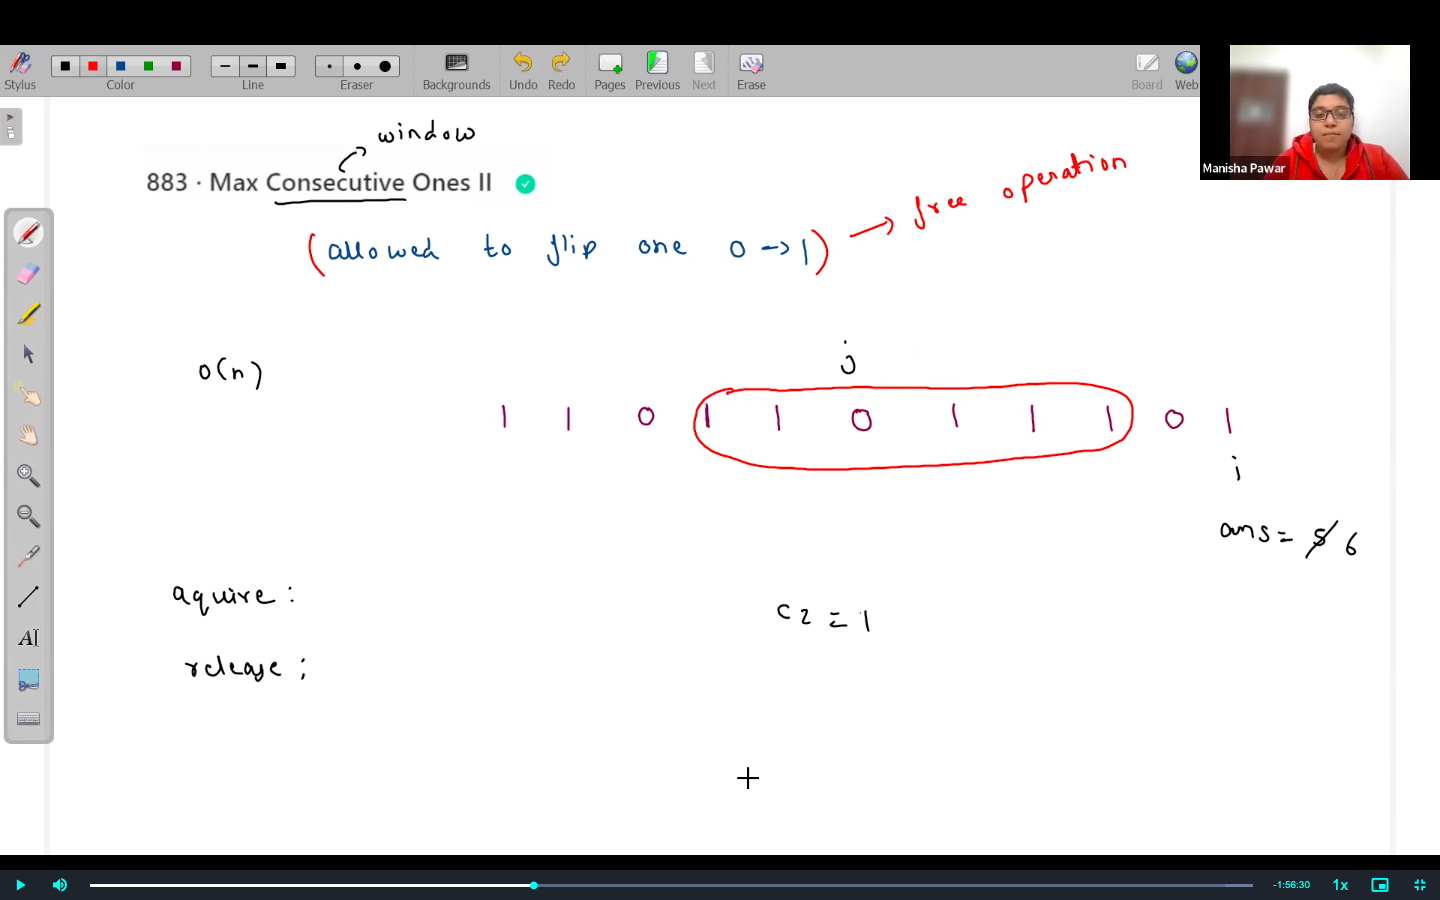 Stylus
Color
Line
Eraser
Backgrounds
Undo
Redo
Pages
Previous
Next
Erase
Board
Web
Manisha Pawar
window
883 · Max Consecutive Ones II
(allowed to flip one 0 -> 1) → free operation
j
O(n)
1 1 0 1 1 0 1 1 1 0 1
i
ans = 5 6
aquire :
c2 = 1
release ;
AI
-1:56:30
1x